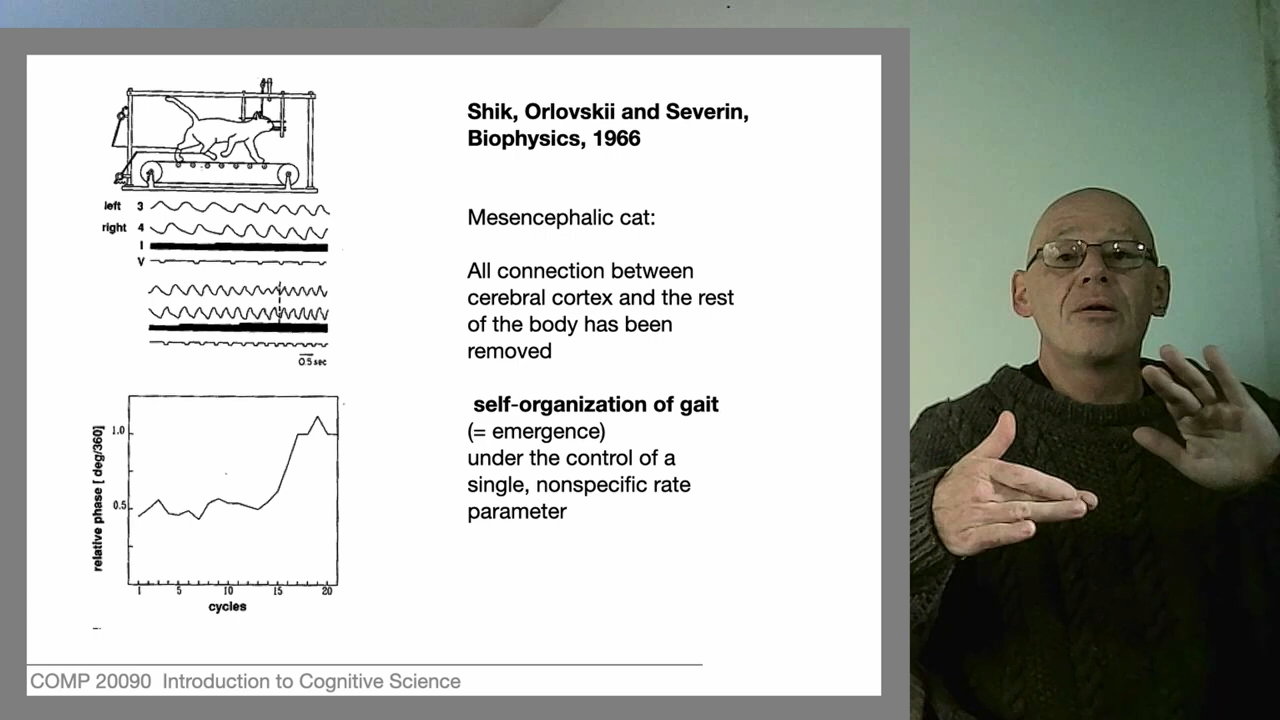 Shik, Orlovskii and Severin,
Biophysics, 1966
Mesencephalic cat:
All connection between
cerebral cortex and the rest
of the body has been
removed
self-organization of gait
(= emergence)
under the control of a
single, nonspecific rate
parameter
left 3
right 4
I
V
0.5 sec
relative phase [ deg/360]
1.0
0.5
1 5 10 15 20
cycles
COMP 20090 Introduction to Cognitive Science